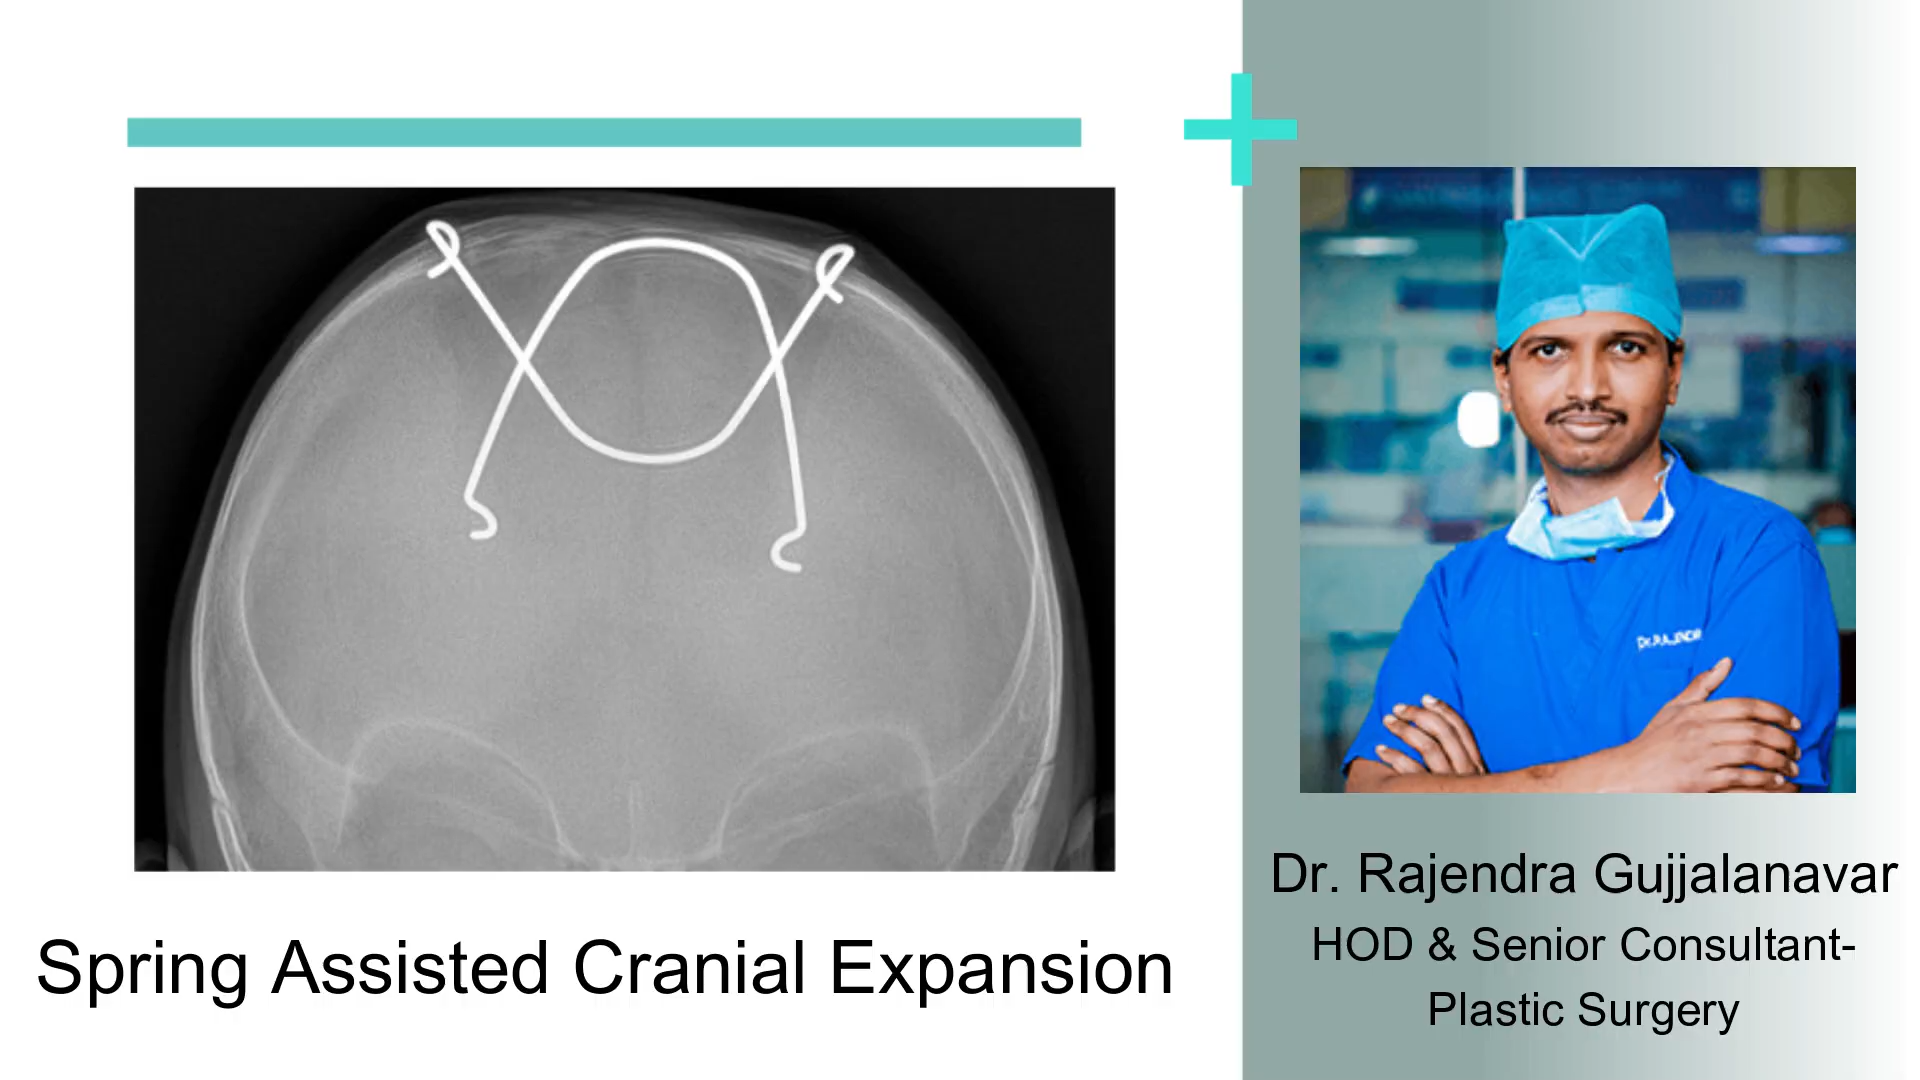 Spring Assisted Cranial Expansion
Dr. Rajendra Gujjalanavar
HOD & Senior Consultant-
Plastic Surgery